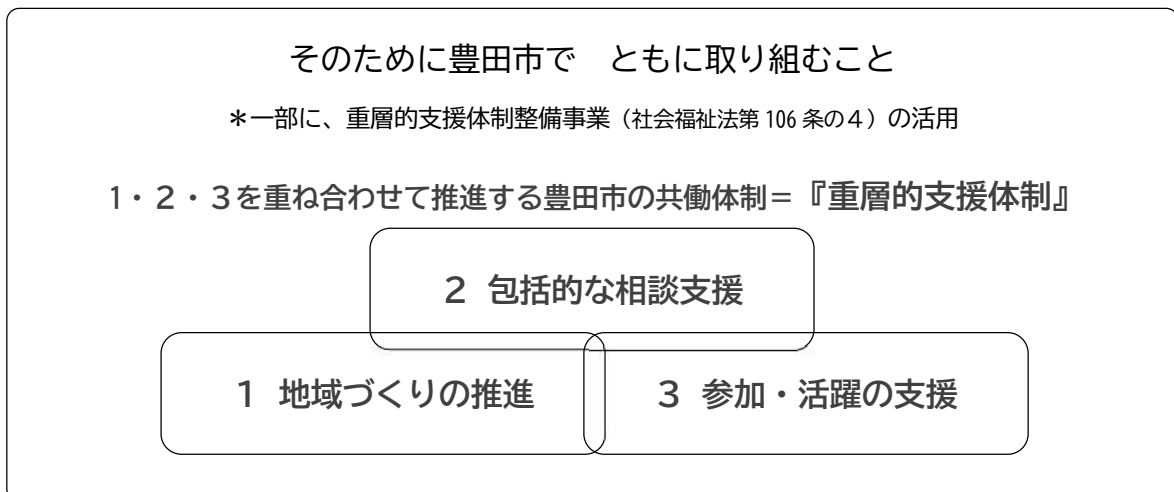 そのために豊田市で　ともに取り組むこと
＊一部に、重層的支援体制整備事業（社会福祉法第 106 条の４）の活用
1・２・３を重ね合わせて推進する豊田市の共働体制＝『重層的支援体制』
２ 包括的な相談支援
１ 地域づくりの推進
３ 参加・活躍の支援